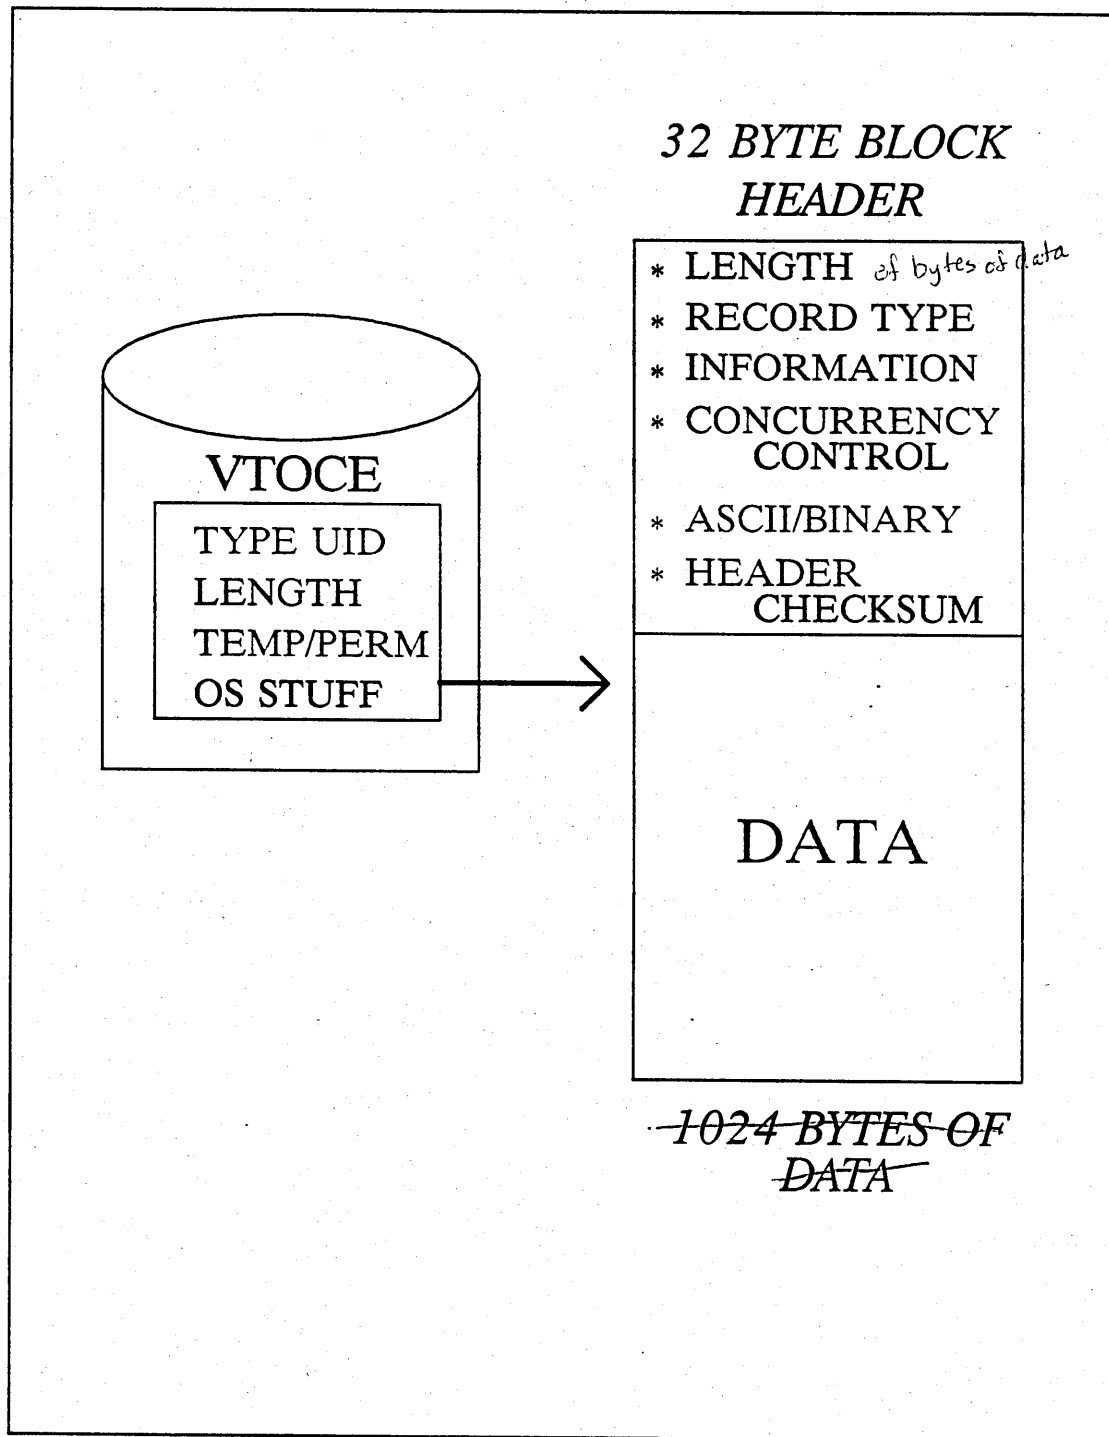 VTOCE
TYPE UID
LENGTH
TEMP/PERM
OS STUFF
32 BYTE BLOCK
HEADER
* LENGTH of bytes of data
* RECORD TYPE
* INFORMATION
* CONCURRENCY
CONTROL
* ASCII/BINARY
* HEADER
CHECKSUM
DATA
1024 BYTES OF
DATA